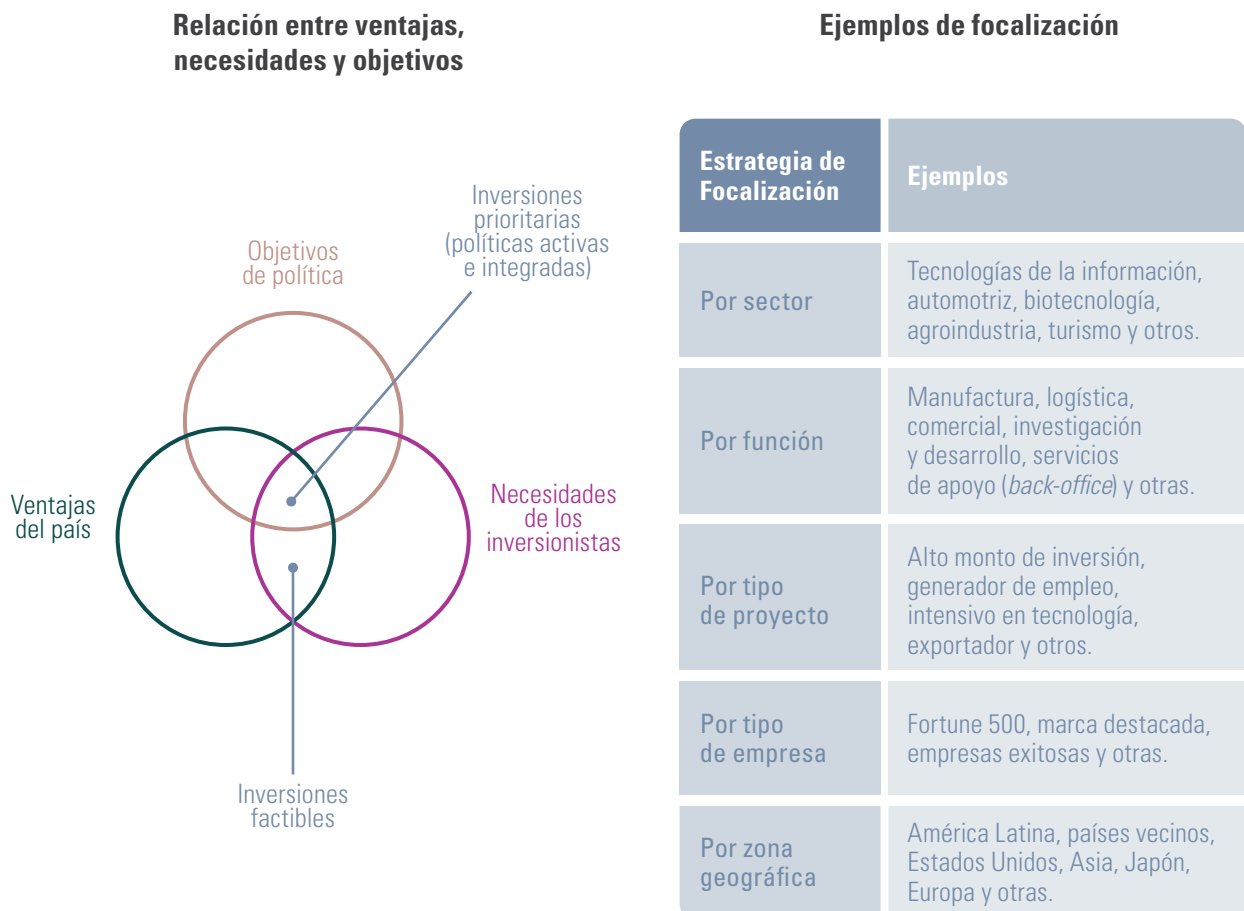 Relación entre ventajas,
necesidades y objetivos
Inversiones
prioritarias
(políticas activas
e integradas)
Objetivos
de política
Ventajas
del país
Necesidades
de los
inversionistas
Inversiones
factibles
Ejemplos de focalización
Estrategia de
Focalización
Ejemplos
Por sector
Tecnologías de la información,
automotriz, biotecnología,
agroindustria, turismo y otros.
Por función
Manufactura, logística,
comercial, investigación
y desarrollo, servicios
de apoyo (back-office) y otras.
Por tipo
de proyecto
Alto monto de inversión,
generador de empleo,
intensivo en tecnología,
exportador y otros.
Por tipo
de empresa
Fortune 500, marca destacada,
empresas exitosas y otras.
Por zona
geográfica
América Latina, países vecinos,
Estados Unidos, Asia, Japón,
Europa y otras.